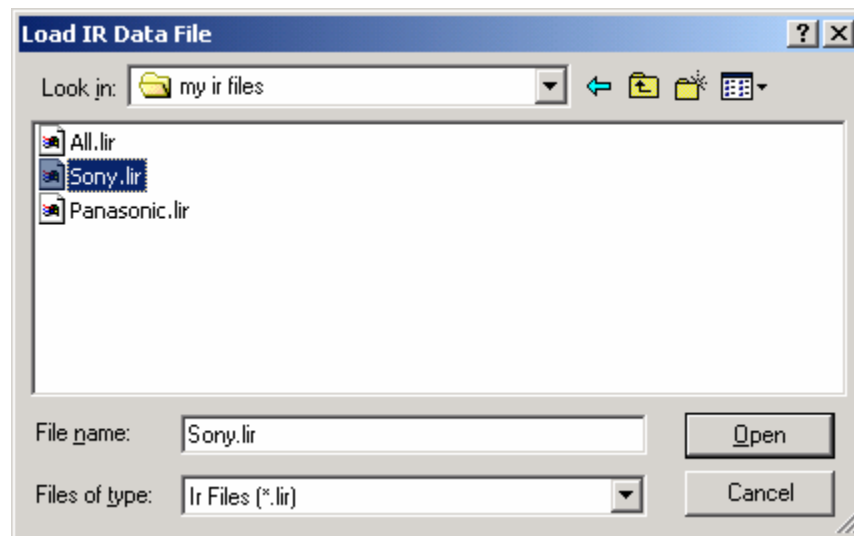 Load IR Data File
Look in: my ir files
All.lir
Sony.lir
Panasonic.lir
File name: Sony.lir
Open
Files of type: Ir Files (*.lir)
Cancel